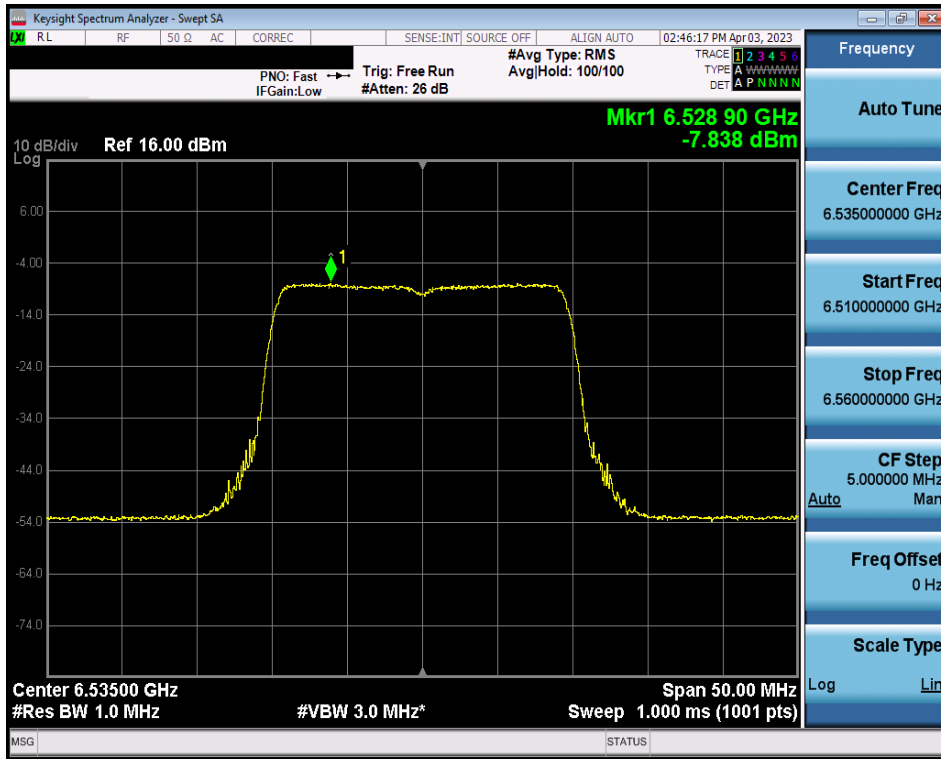 Keysight Spectrum Analyzer - Swept SA
LXI RL RF 50 Ω AC CORREC SENSE:INT SOURCE OFF ALIGN AUTO 02:46:17 PM Apr 03, 2023
PNO: Fast
IFGain:Low
Trig: Free Run
#Atten: 26 dB
#Avg Type: RMS
Avg|Hold: 100/100
TRACE 1 2 3 4 5 6
TYPE A WWWWW
DET A P N N N N
Mkr1 6.528 90 GHz
-7.838 dBm
10 dB/div Ref 16.00 dBm
Log
6.00
-4.00
-14.0
-24.0
-34.0
-44.0
-54.0
-64.0
-74.0
1
Center 6.53500 GHz Span 50.00 MHz
#Res BW 1.0 MHz #VBW 3.0 MHz* Sweep 1.000 ms (1001 pts)
MSG STATUS
Frequency
Auto Tune
Center Freq
6.535000000 GHz
Start Freq
6.510000000 GHz
Stop Freq
6.560000000 GHz
CF Step
5.000000 MHz
Auto Man
Freq Offset
0 Hz
Scale Type
Log Lin